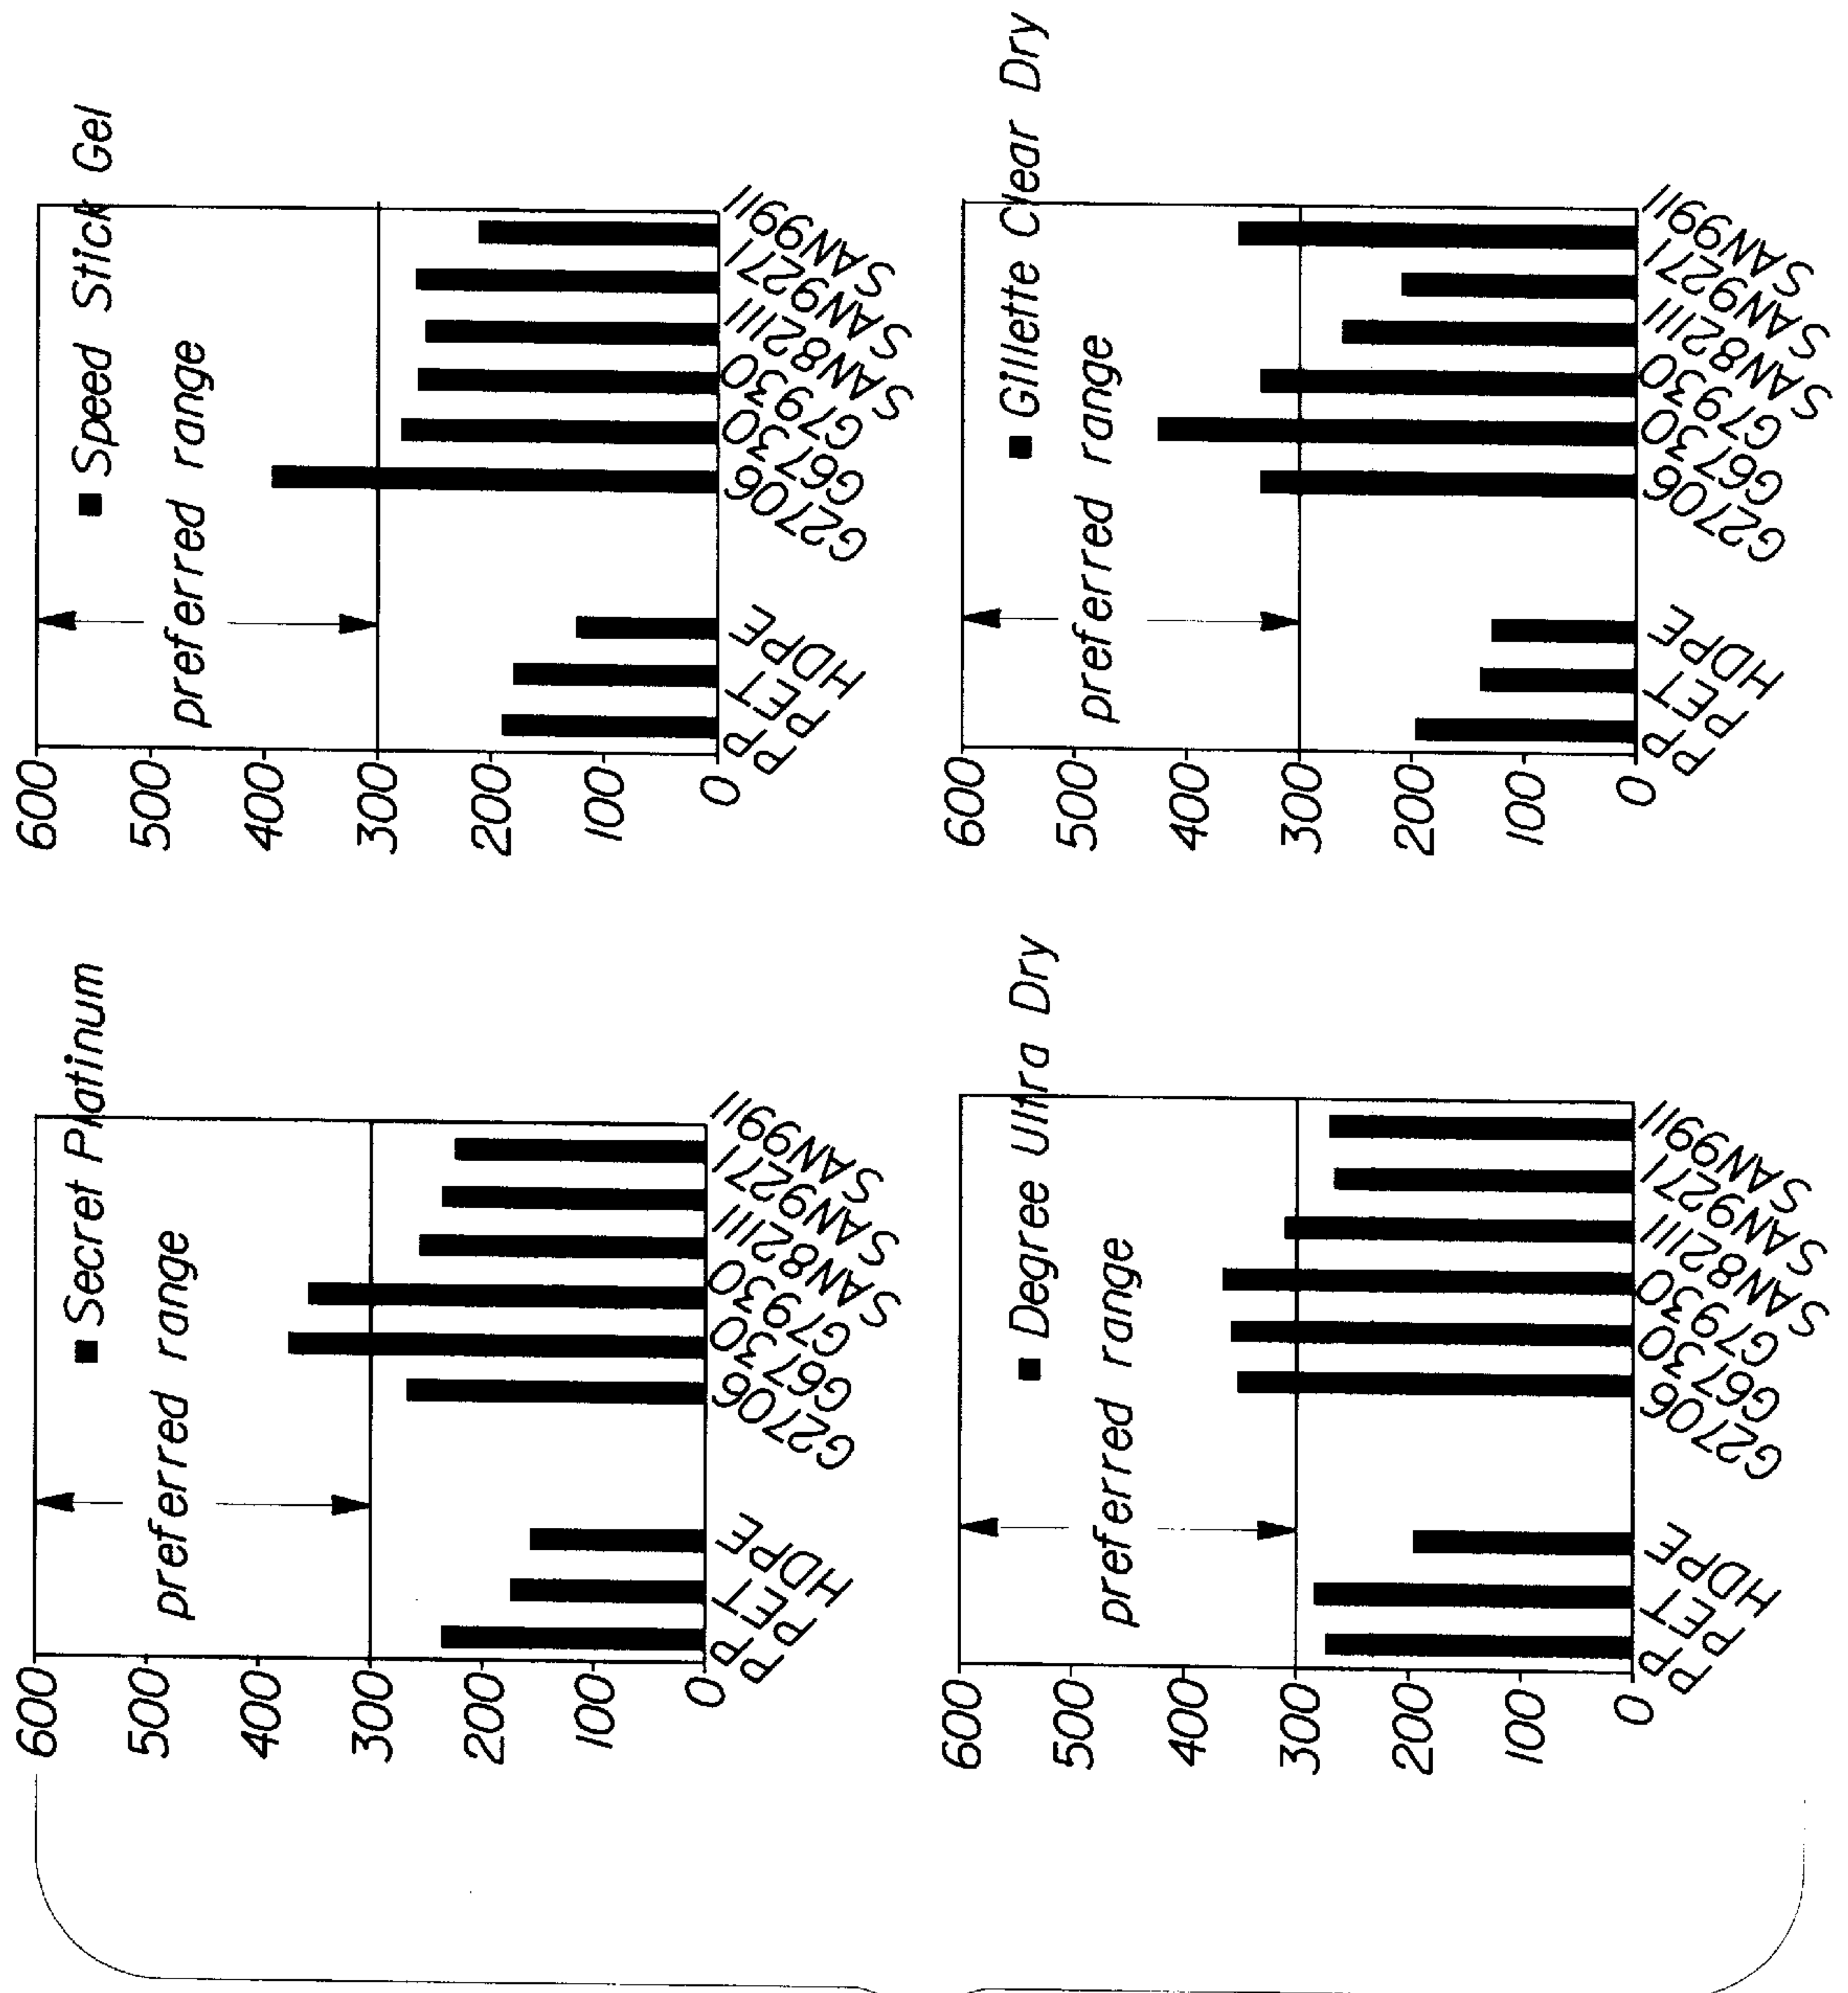 Secret Platinum
600
500
400
300
200
100
0
preferred range
PP
PET
HDPE
G2706
G6730
G7930
SAN82111
SAN9271
SAN9911
Speed Stick Gel
600
500
400
300
200
100
0
preferred range
PP
PET
HDPE
G2706
G6730
G7930
SAN82111
SAN9271
SAN9911
Degree Ultra Dry
600
500
400
300
200
100
0
preferred range
PP
PET
HDPE
G2706
G6730
G7930
SAN82111
SAN9271
SAN9911
Gillette Clear Dry
600
500
400
300
200
100
0
preferred range
PP
PET
HDPE
G2706
G6730
G7930
SAN82111
SAN9271
SAN9911